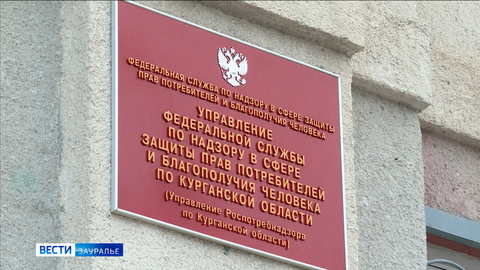 ФЕДЕРАЛЬНАЯ СЛУЖБА ПО НАДЗОРУ В СФЕРЕ ЗАЩИТЫ
ПРАВ ПОТРЕБИТЕЛЕЙ И БЛАГОПОЛУЧИЯ ЧЕЛОВЕКА
УПРАВЛЕНИЕ
ФЕДЕРАЛЬНОЙ СЛУЖБЫ
ПО НАДЗОРУ В СФЕРЕ
ЗАЩИТЫ ПРАВ ПОТРЕБИТЕЛЕЙ
И БЛАГОПОЛУЧИЯ ЧЕЛОВЕКА
ПО КУРГАНСКОЙ ОБЛАСТИ
(Управление Роспотребнадзора
по Курганской области)
ВЕСТИ ЗАУРАЛЬЕ